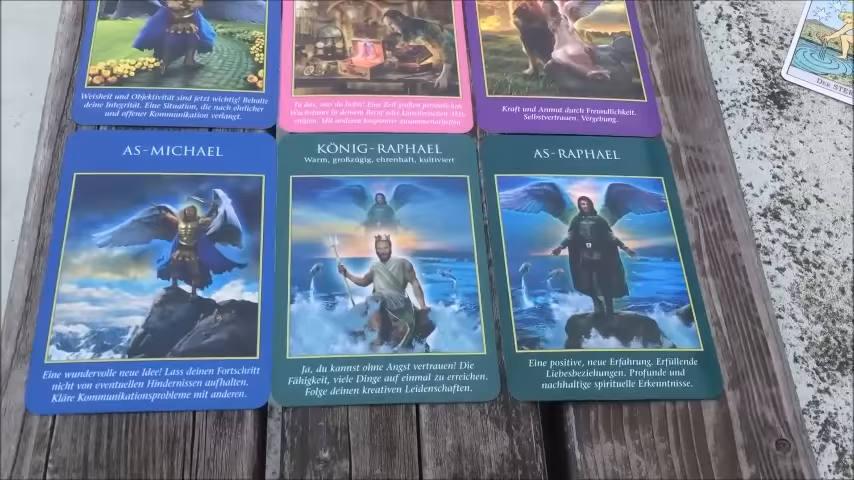 Weisheit und Objektivität sind jetzt wichtig! Behalte
deine Integrität. Eine Situation, die nach ehrlicher
und offener Kommunikation verlangt.
Tu das, was du liebst! Eine Zeit großen persönlichen
Wachstums in deinem Beruf oder künstlerischen Akti-
vitäten. Mit anderen kooperativ zusammenarbeiten.
Kraft und Anmut durch Freundlichkeit.
Selbstvertrauen. Vergebung.
DER STER
AS-MICHAEL
Eine wundervolle neue Idee! Lass deinen Fortschritt
nicht von eventuellen Hindernissen aufhalten.
Kläre Kommunikationsprobleme mit anderen.
KÖNIG-RAPHAEL
Warm, großzügig, ehrenhaft, kultiviert
Ja, du kannst ohne Angst vertrauen! Die
Fähigkeit, viele Dinge auf einmal zu erreichen.
Folge deinen kreativen Leidenschaften.
AS-RAPHAEL
Eine positive, neue Erfahrung. Erfüllende
Liebesbeziehungen. Profunde und
nachhaltige spirituelle Erkenntnisse.